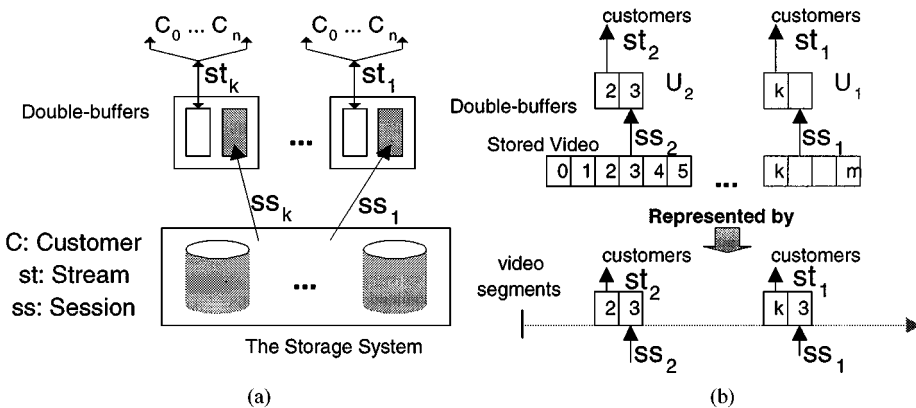 C0 ... Cn
C0 ... Cn
stk
st1
Double-buffers
...
ssk
ss1
C: Customer
st: Stream
ss: Session
...
The Storage System
(a)
customers
customers
st2
st1
2 3
U2
k
U1
Double-buffers
ss2
ss1
Stored Video
0 1 2 3 4 5
...
k
m
Represented by
customers
customers
st2
st1
video
segments
2 3
k 3
ss2
ss1
(b)